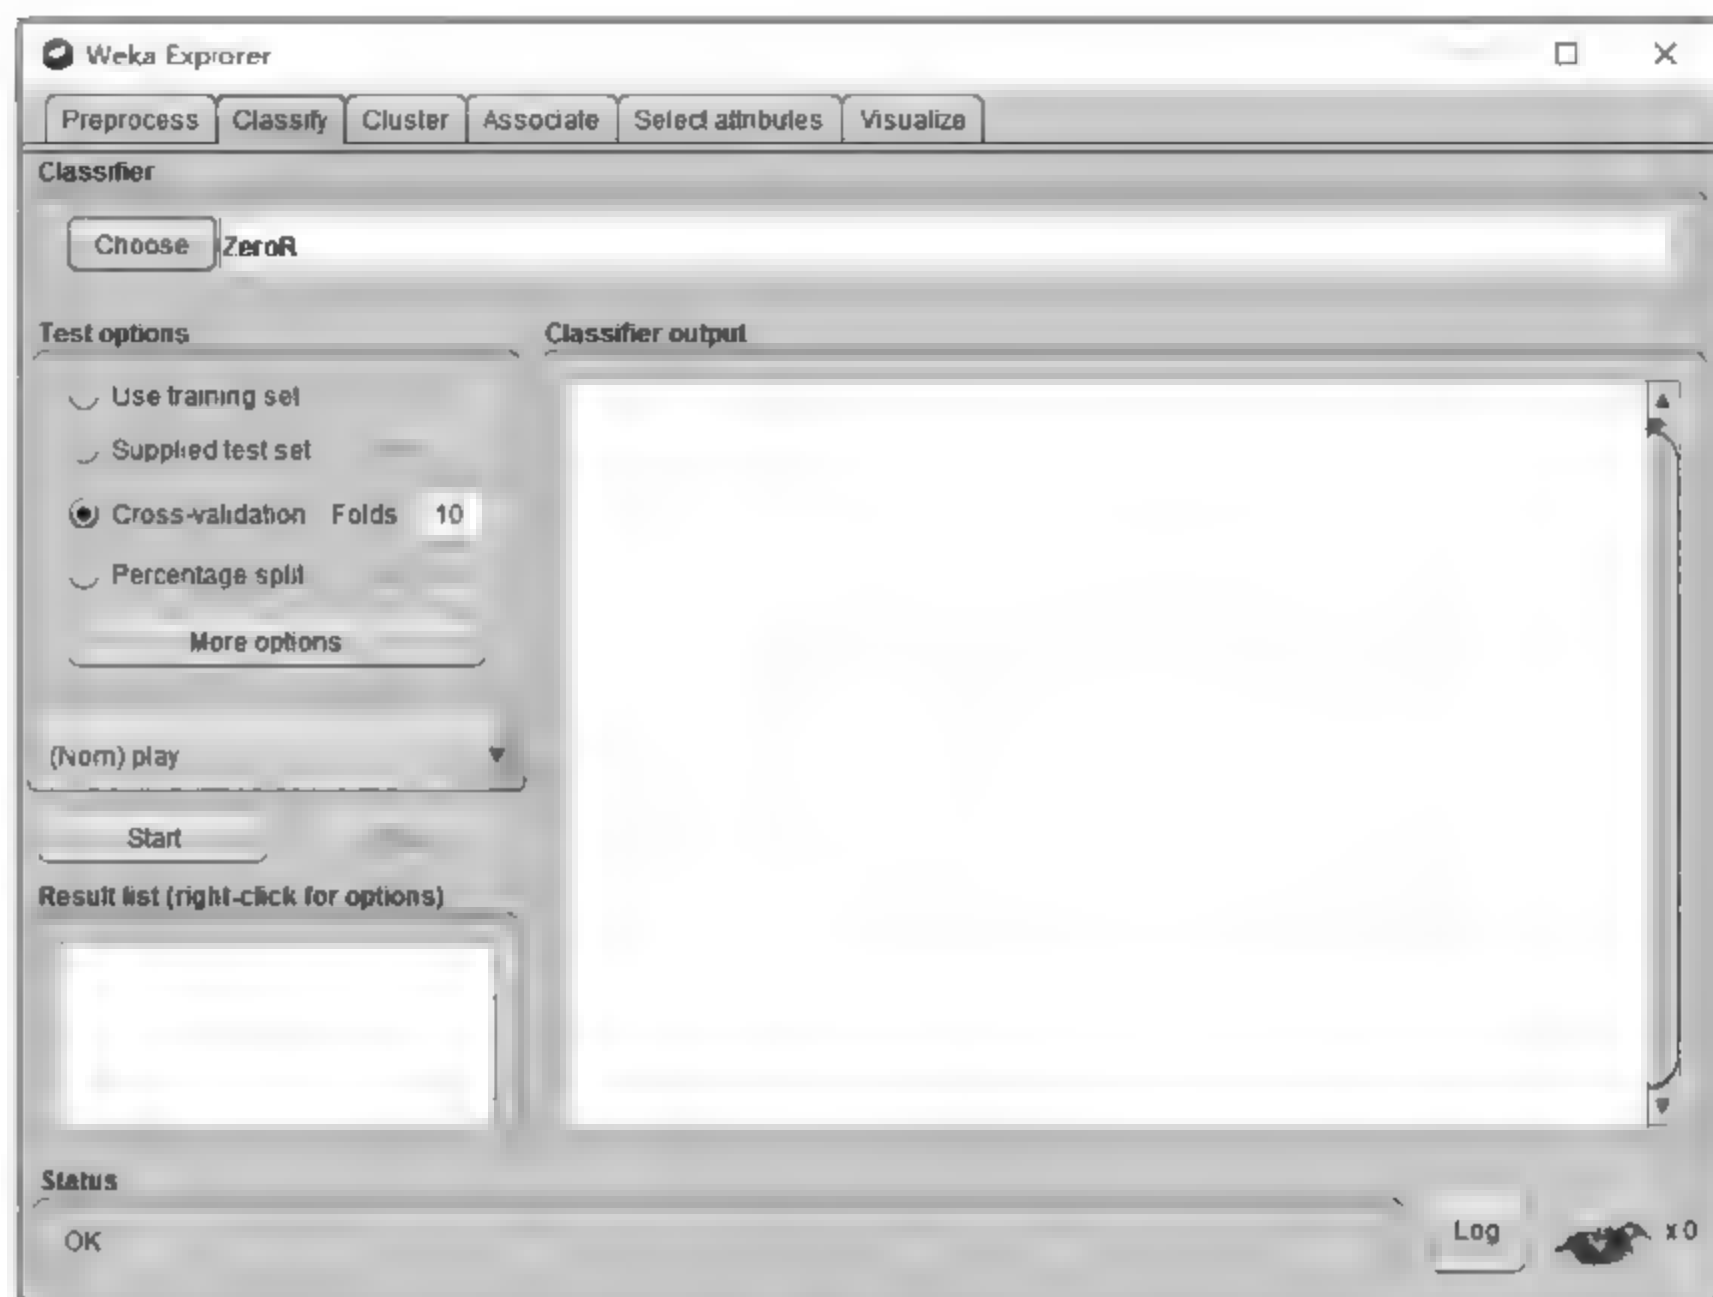 Weka Explorer
Preprocess Classify Cluster Associate Select attributes Visualize
Classifier
Choose ZeroR
Test options
Classifier output
Use training set
Supplied test set
Cross-validation Folds 10
Percentage split
More options
(Nom) play
Start
Result list (right-click for options)
Status
OK
Log
x 0